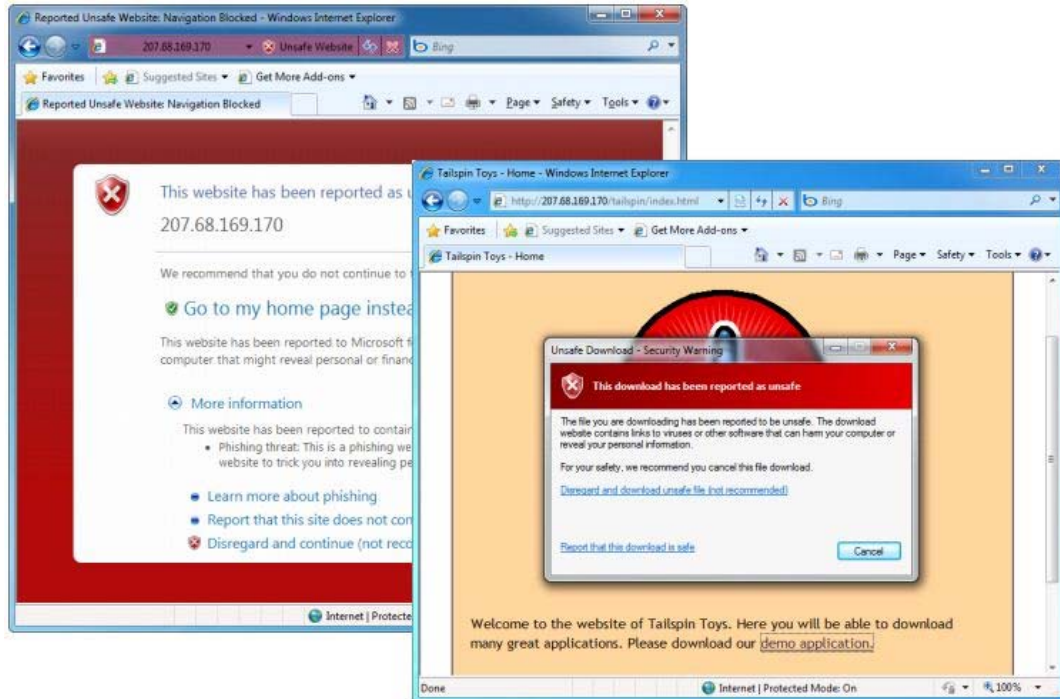 Reported Unsafe Website: Navigation Blocked - Windows Internet Explorer
207.68.169.170 Unsafe Website Bing
Favorites Suggested Sites Get More Add-ons
Reported Unsafe Website: Navigation Blocked Page Safety Tools
This website has been reported as
207.68.169.170
We recommend that you do not continue to
Go to my home page instea
This website has been reported to Microsoft
computer that might reveal personal or finan
More information
This website has been reported to contain
• Phishing threat: This is a phishing we
website to trick you into revealing pe
Learn more about phishing
Report that this site does not con
Disregard and continue (not reco
Internet | Protecte
Tailspin Toys - Home - Windows Internet Explorer
http://207.68.169.170/tailspin/index.html Bing
Favorites Suggested Sites Get More Add-ons
Tailspin Toys - Home Page Safety Tools
Unsafe Download - Security Warning
This download has been reported as unsafe
The file you are downloading has been reported to be unsafe. The download
website contains links to viruses or other software that can harm your computer or
reveal your personal information.
For your safety, we recommend you cancel this file download.
Disregard and download unsafe file (not recommended)
Report that this download is safe
Cancel
Welcome to the website of Tailspin Toys. Here you will be able to download
many great applications. Please download our demo application.
Done Internet | Protected Mode: On 100%